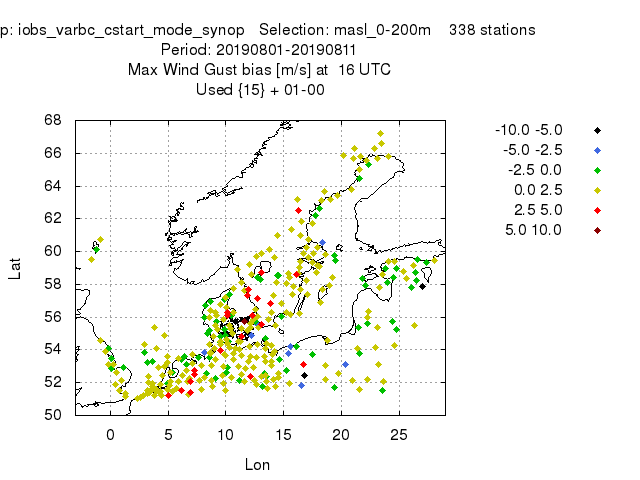 p: iobs_varbc_cstart_mode_synop Selection: masl_0-200m 338 stations
Period: 20190801-20190811
Max Wind Gust bias [m/s] at 16 UTC
Used {15} + 01-00
68
66
64
62
60
58
56
54
52
50
Lat
0 5 10 15 20 25
Lon
-10.0 -5.0
-5.0 -2.5
-2.5 0.0
0.0 2.5
2.5 5.0
5.0 10.0